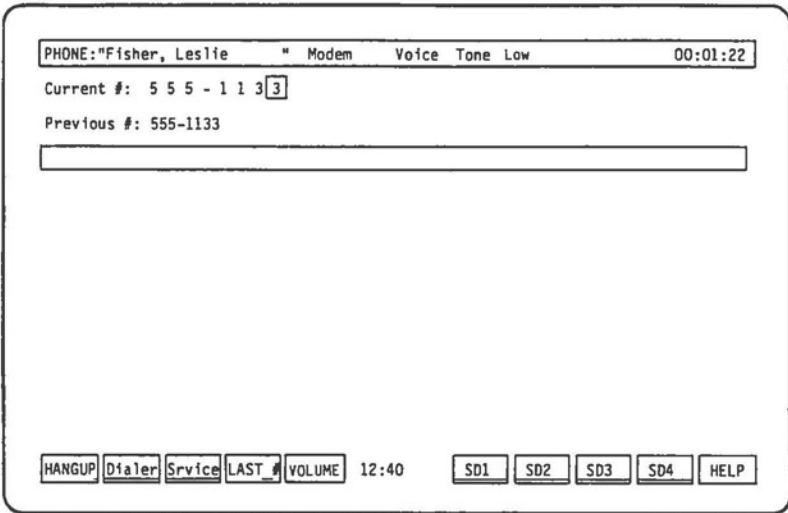 PHONE:"Fisher, Leslie " Modem Voice Tone Low 00:01:22
Current #: 5 5 5 - 1 1 3 3
Previous #: 555-1133
HANGUP Dialer Srvice LAST_# VOLUME 12:40 SD1 SD2 SD3 SD4 HELP